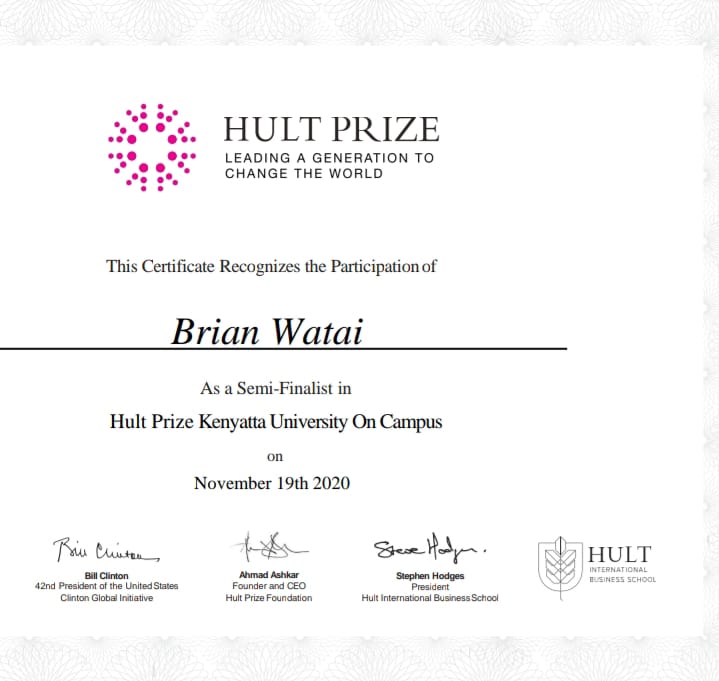 HULT PRIZE
LEADING A GENERATION TO
CHANGE THE WORLD
This Certificate Recognizes the Participation of
Brian Watai
As a Semi-Finalist in
Hult Prize Kenyatta University On Campus
on
November 19th 2020
Bill Clinton
Bill Clinton
42nd President of the United States
Clinton Global Initiative
Ahmad Ashkar
Founder and CEO
Hult Prize Foundation
Steve Hodges.
Stephen Hodges
President
Hult International Business School
HULT
INTERNATIONAL
BUSINESS SCHOOL